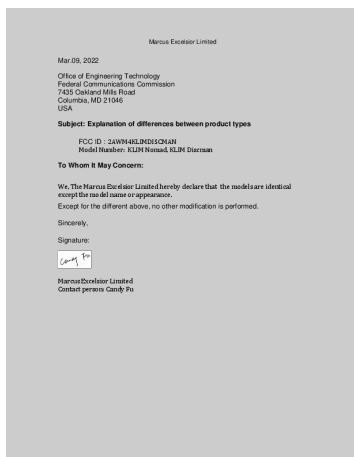 Marcus Excelsior Limited
Mar.09, 2022
Office of Engineering Technology
Federal Communications Commission
7435 Oakland Mills Road
Columbia, MD 21046
USA
Subject: Explanation of differences between product types
FCC ID : 2AWM4KLIMDISCMAN
Model Number: KLIM Nomad, KLIM Discman
To Whom It May Concern:
We, The Marcus Excelsior Limited hereby declare that the models are identical
except the model name or appearance.
Except for the different above, no other modification is performed.
Sincerely,
Signature:
Candy Fu
Marcus Excelsior Limited
Contact person: Candy Fu